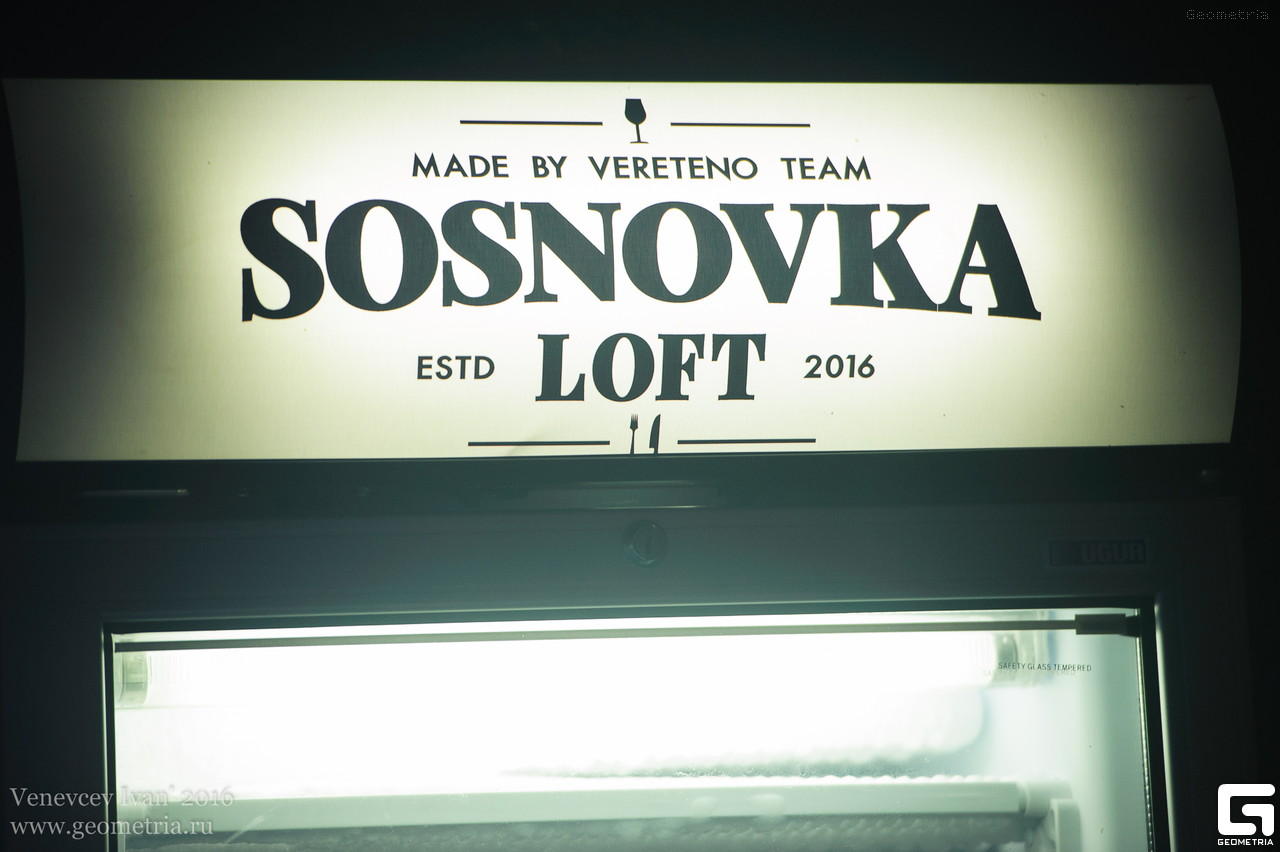 Geometria
MADE BY VERETENO TEAM
SOSNOVKA
ESTD LOFT 2016
UGUR
SAFETY GLASS TEMPERED
Venevcev Ivan' 2016
www.geometria.ru
GEOMETRIA